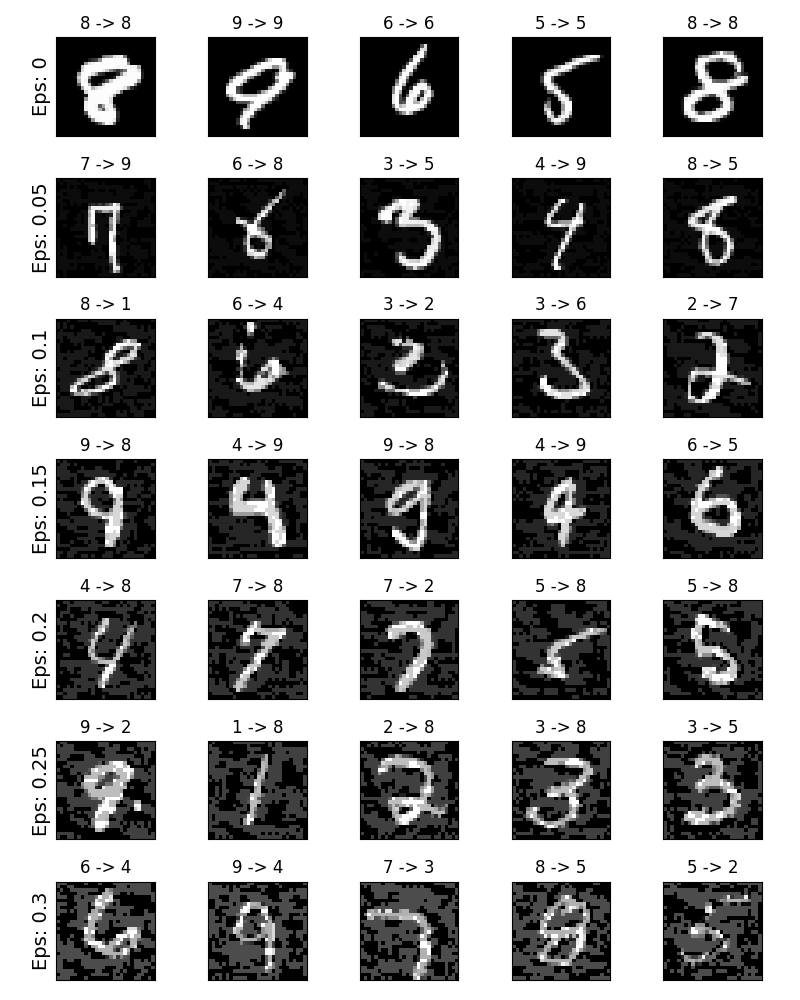 8 -> 8 9 -> 9 6 -> 6 5 -> 5 8 -> 8
Eps: 0
7 -> 9 6 -> 8 3 -> 5 4 -> 9 8 -> 5
Eps: 0.05
8 -> 1 6 -> 4 3 -> 2 3 -> 6 2 -> 7
Eps: 0.1
9 -> 8 4 -> 9 9 -> 8 4 -> 9 6 -> 5
Eps: 0.15
4 -> 8 7 -> 8 7 -> 2 5 -> 8 5 -> 8
Eps: 0.2
9 -> 2 1 -> 8 2 -> 8 3 -> 8 3 -> 5
Eps: 0.25
6 -> 4 9 -> 4 7 -> 3 8 -> 5 5 -> 2
Eps: 0.3